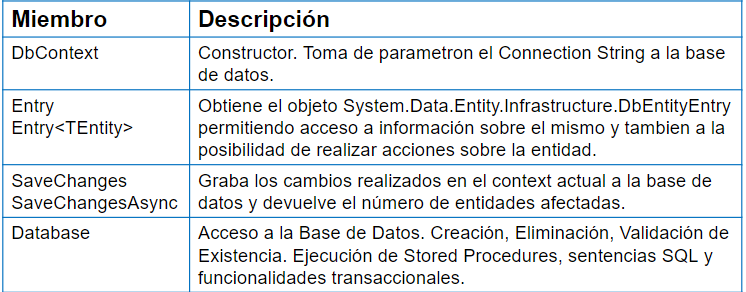 Miembro Descripción
DbContext Constructor. Toma de parametron el Connection String a la base
de datos.
Entry Obtiene el objeto System.Data.Entity.Infrastructure.DbEntityEntry
Entry<TEntity> permitiendo acceso a información sobre el mismo y tambien a la
posibilidad de realizar acciones sobre la entidad.
SaveChanges Graba los cambios realizados en el context actual a la base de
SaveChangesAsync datos y devuelve el número de entidades afectadas.
Database Acceso a la Base de Datos. Creación, Eliminación, Validación de
Existencia. Ejecución de Stored Procedures, sentencias SQL y
funcionalidades transaccionales.